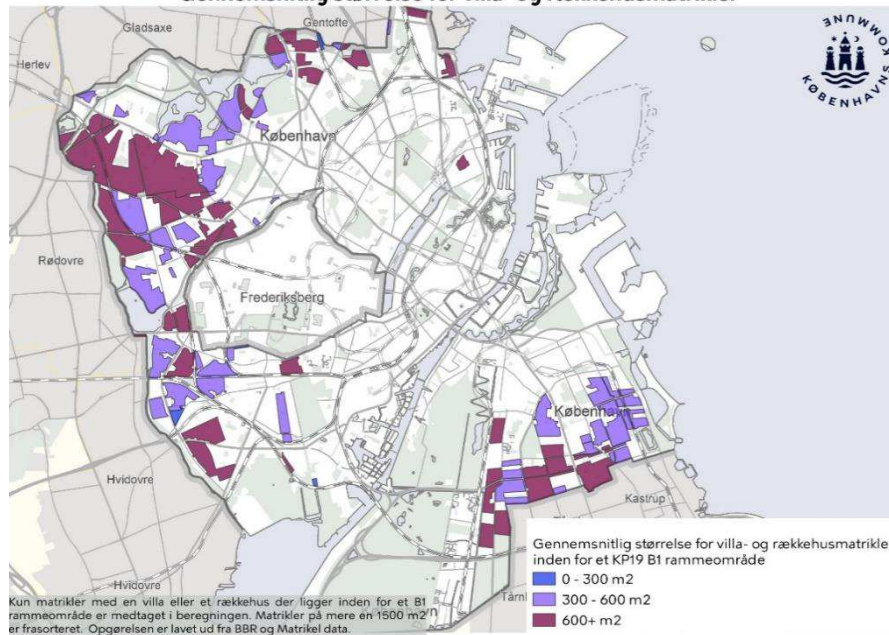 Gennemsnitlig størrelse for villa- og rækkehusmatrikler
Gladsaxe
Gentofte
Herlev
KØBENHAVNS KOMMUNE
København
Rødovre
Frederiksberg
København
Hvidovre
Kastrup
Hvidovre
Gennemsnitlig størrelse for villa- og rækkehusmatrikle
inden for et KP19 B1 rammeområde
0 - 300 m2
300 - 600 m2
600+ m2
Tårnb
Kun matrikler med en villa eller et rækkehus der ligger inden for et B1
rammeområde er medtaget i beregningen. Matrikler på mere en 1500 m2
er frasorteret. Opgørelsen er lavet ud fra BBR og Matrikel data.